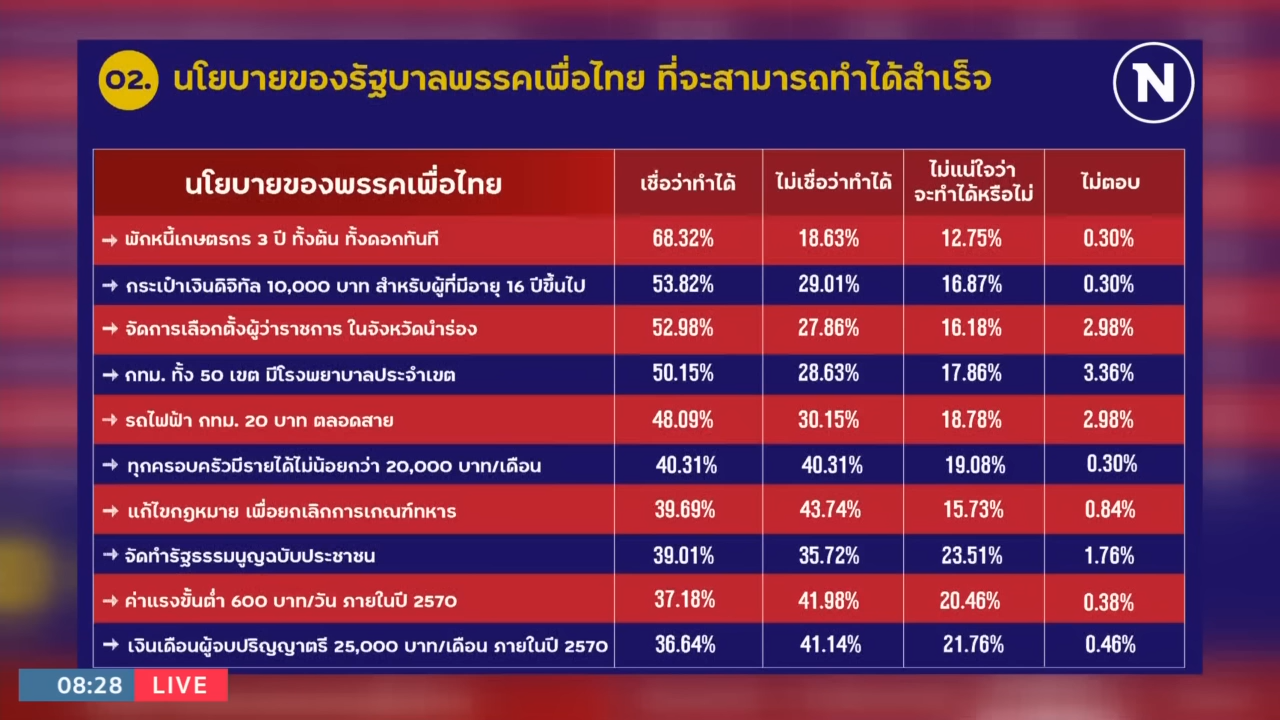 02. นโยบายของรัฐบาลพรรคเพื่อไทย ที่จะสามารถทำได้สำเร็จ
N
นโยบายของพรรคเพื่อไทย เชื่อว่าทำได้ ไม่เชื่อว่าทำได้ ไม่แน่ใจว่า ไม่ตอบ
จะทำได้หรือไม่
→ พักหนี้เกษตรกร 3 ปี ทั้งต้น ทั้งดอกทันที 68.32% 18.63% 12.75% 0.30%
→ กระเป๋าเงินดิจิทัล 10,000 บาท สำหรับผู้ที่มีอายุ 16 ปีขึ้นไป 53.82% 29.01% 16.87% 0.30%
→ จัดการเลือกตั้งผู้ว่าราชการ ในจังหวัดนำร่อง 52.98% 27.86% 16.18% 2.98%
→ กทม. ทั้ง 50 เขต มีโรงพยาบาลประจำเขต 50.15% 28.63% 17.86% 3.36%
→ รถไฟฟ้า กทม. 20 บาท ตลอดสาย 48.09% 30.15% 18.78% 2.98%
→ ทุกครอบครัวมีรายได้ไม่น้อยกว่า 20,000 บาท/เดือน 40.31% 40.31% 19.08% 0.30%
→ แก้ไขกฎหมาย เพื่อยกเลิกการเกณฑ์ทหาร 39.69% 43.74% 15.73% 0.84%
→ จัดทำรัฐธรรมนูญฉบับประชาชน 39.01% 35.72% 23.51% 1.76%
→ ค่าแรงขั้นต่ำ 600 บาท/วัน ภายในปี 2570 37.18% 41.98% 20.46% 0.38%
→ เงินเดือนผู้จบปริญญาตรี 25,000 บาท/เดือน ภายในปี 2570 36.64% 41.14% 21.76% 0.46%
08:28 LIVE